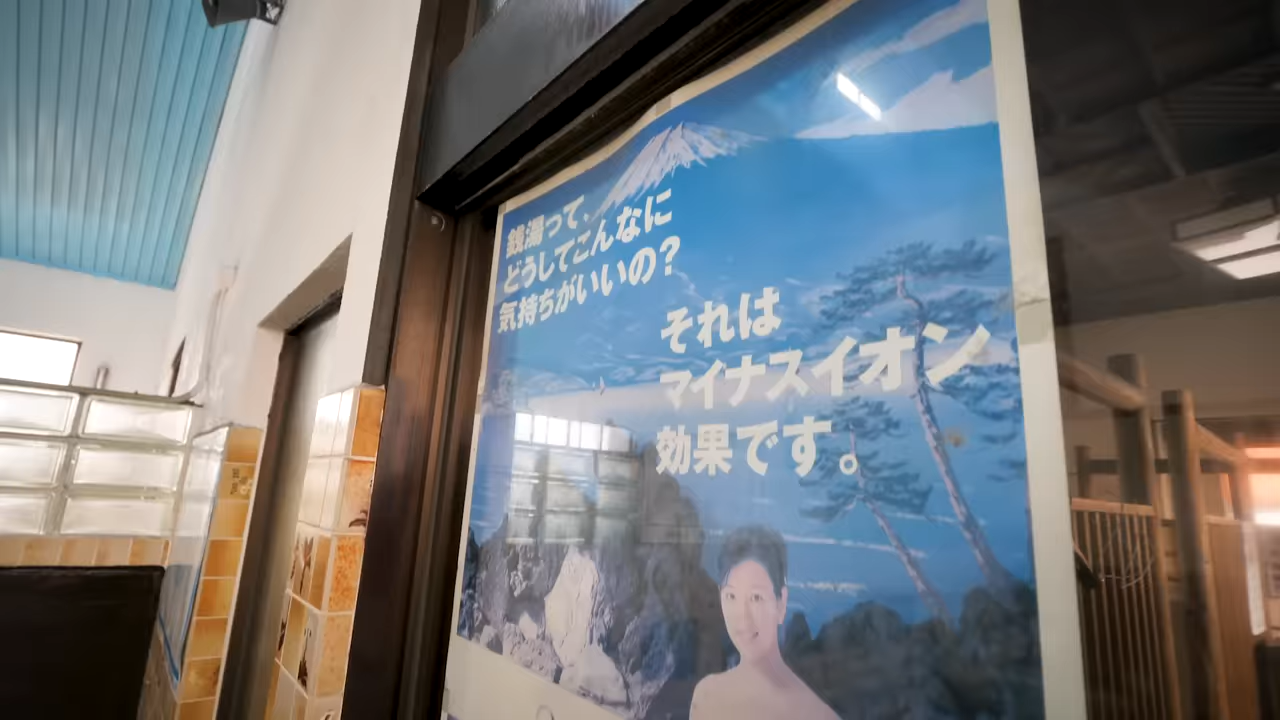 銭湯って、
どうしてこんなに
気持ちがいいの？
それは
マイナスイオン
効果です。